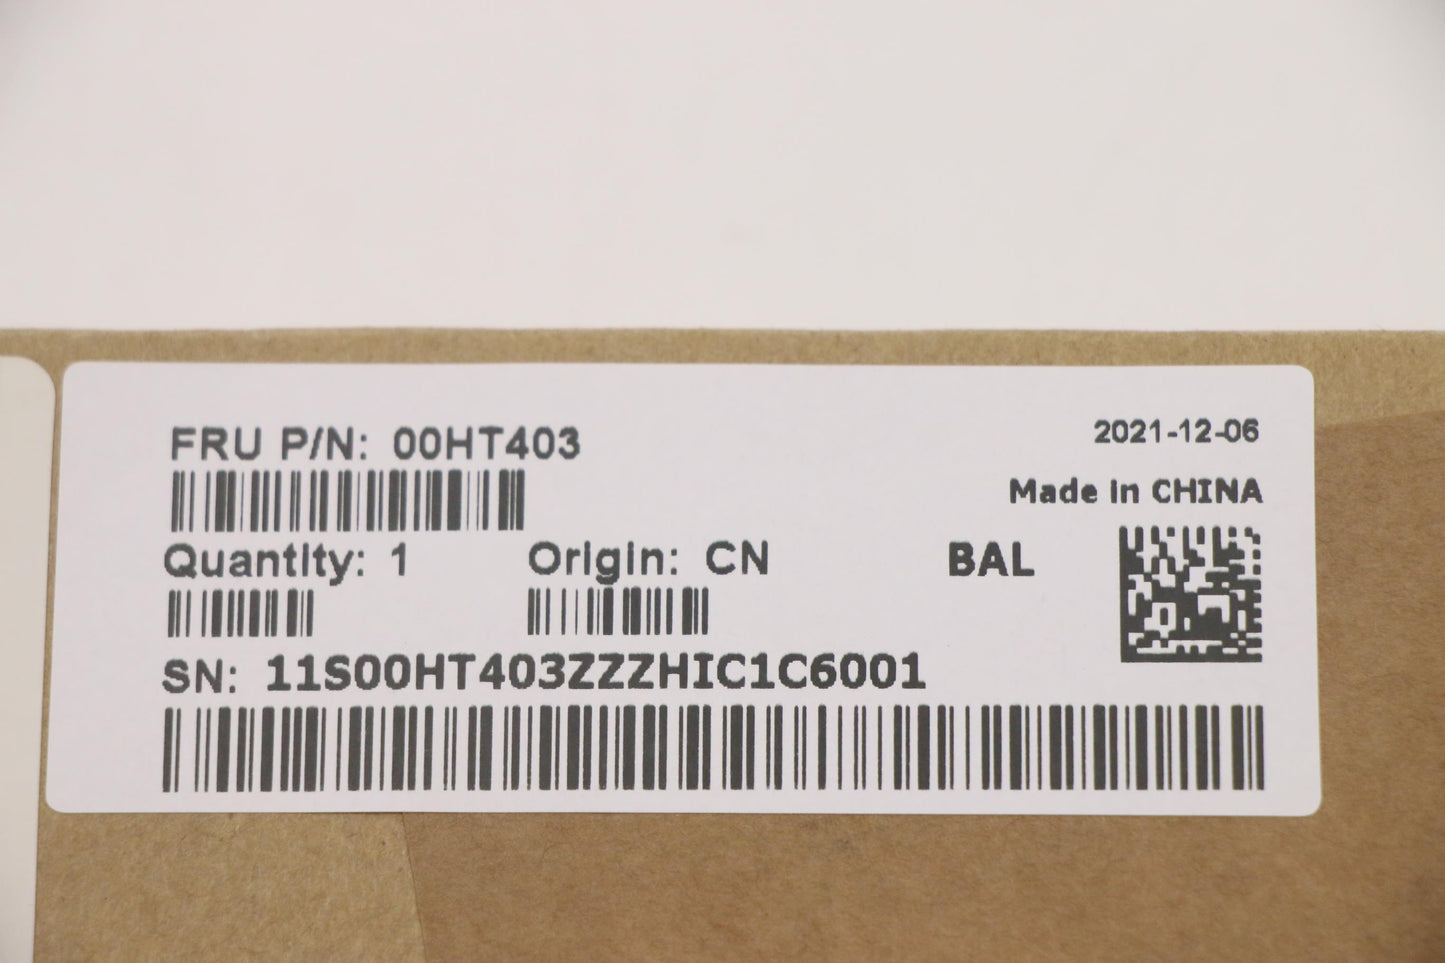 FRU P/N: 00HT403
2021-12-06
Made in CHINA
Quantity: 1 Origin: CN BAL
SN: 11S00HT403ZZZHIC1C6001